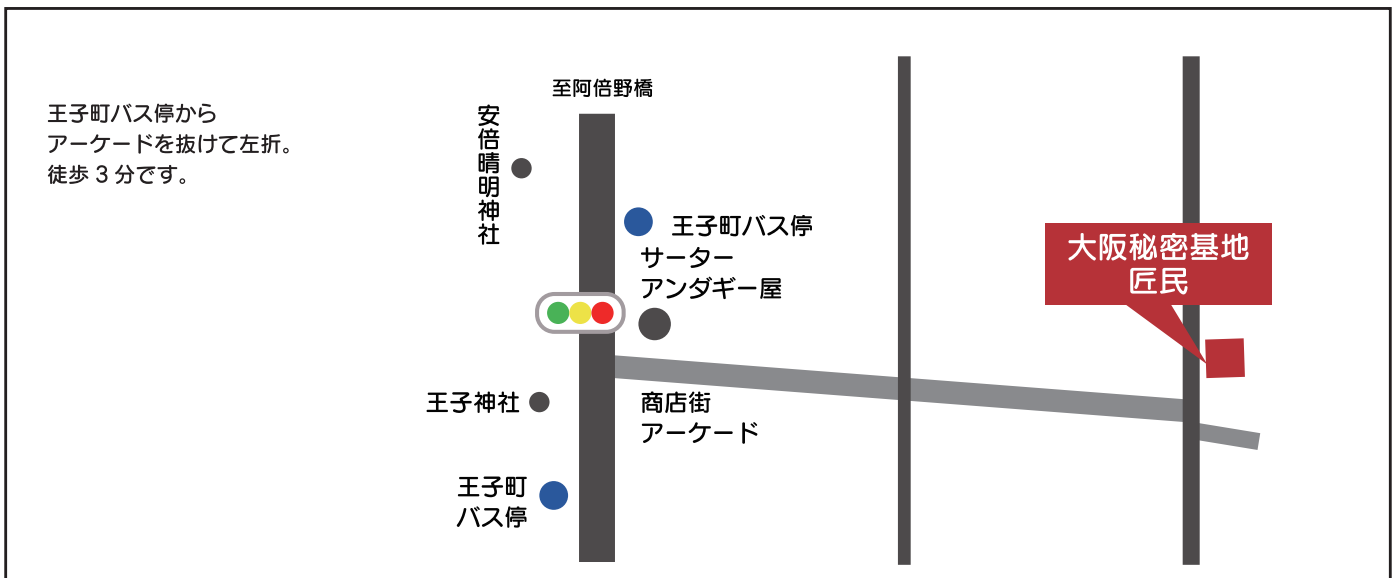 王子町バス停から
アーケードを抜けて左折。
徒歩３分です。
至阿倍野橋
安倍晴明神社
王子町バス停
サーター
アンダギー屋
大阪秘密基地
匠民
王子神社
商店街
アーケード
王子町
バス停